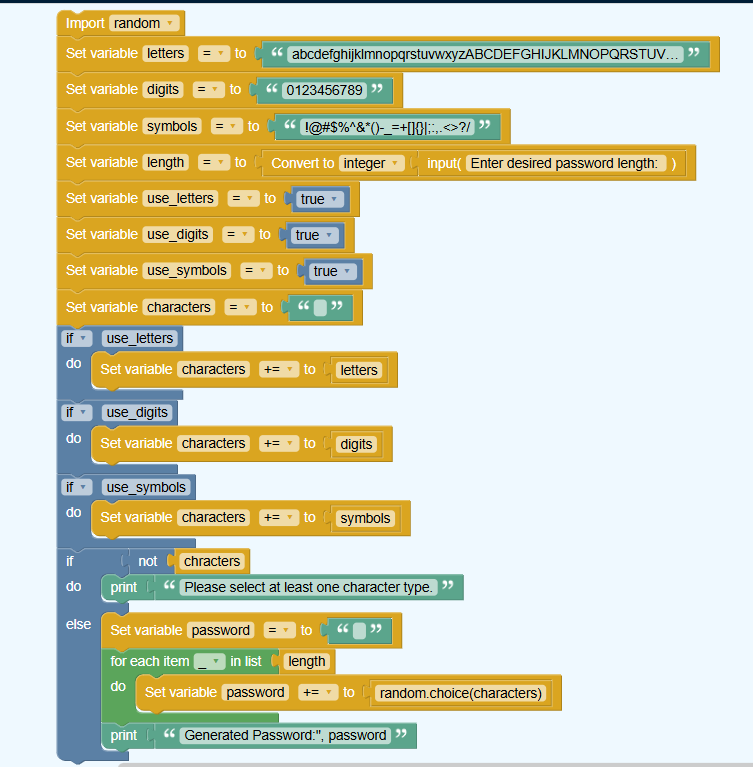 Import random
Set variable letters = to “ abcdefghijklmnopqrstuvwxyzABCDEFGHIJKLMNOPQRSTUV... ”
Set variable digits = to “ 0123456789 ”
Set variable symbols = to “ !@#$%^&*()-_=+[]{}|;:,.<>?/ ”
Set variable length = to Convert to integer input( Enter desired password length: )
Set variable use_letters = to true
Set variable use_digits = to true
Set variable use_symbols = to true
Set variable characters = to “ ”
if use_letters
do Set variable characters += to letters
if use_digits
do Set variable characters += to digits
if use_symbols
do Set variable characters += to symbols
if not chracters
do print “ Please select at least one character type. ”
else Set variable password = to “ ”
for each item _ in list length
do Set variable password += to random.choice(characters)
print “ Generated Password:", password ”